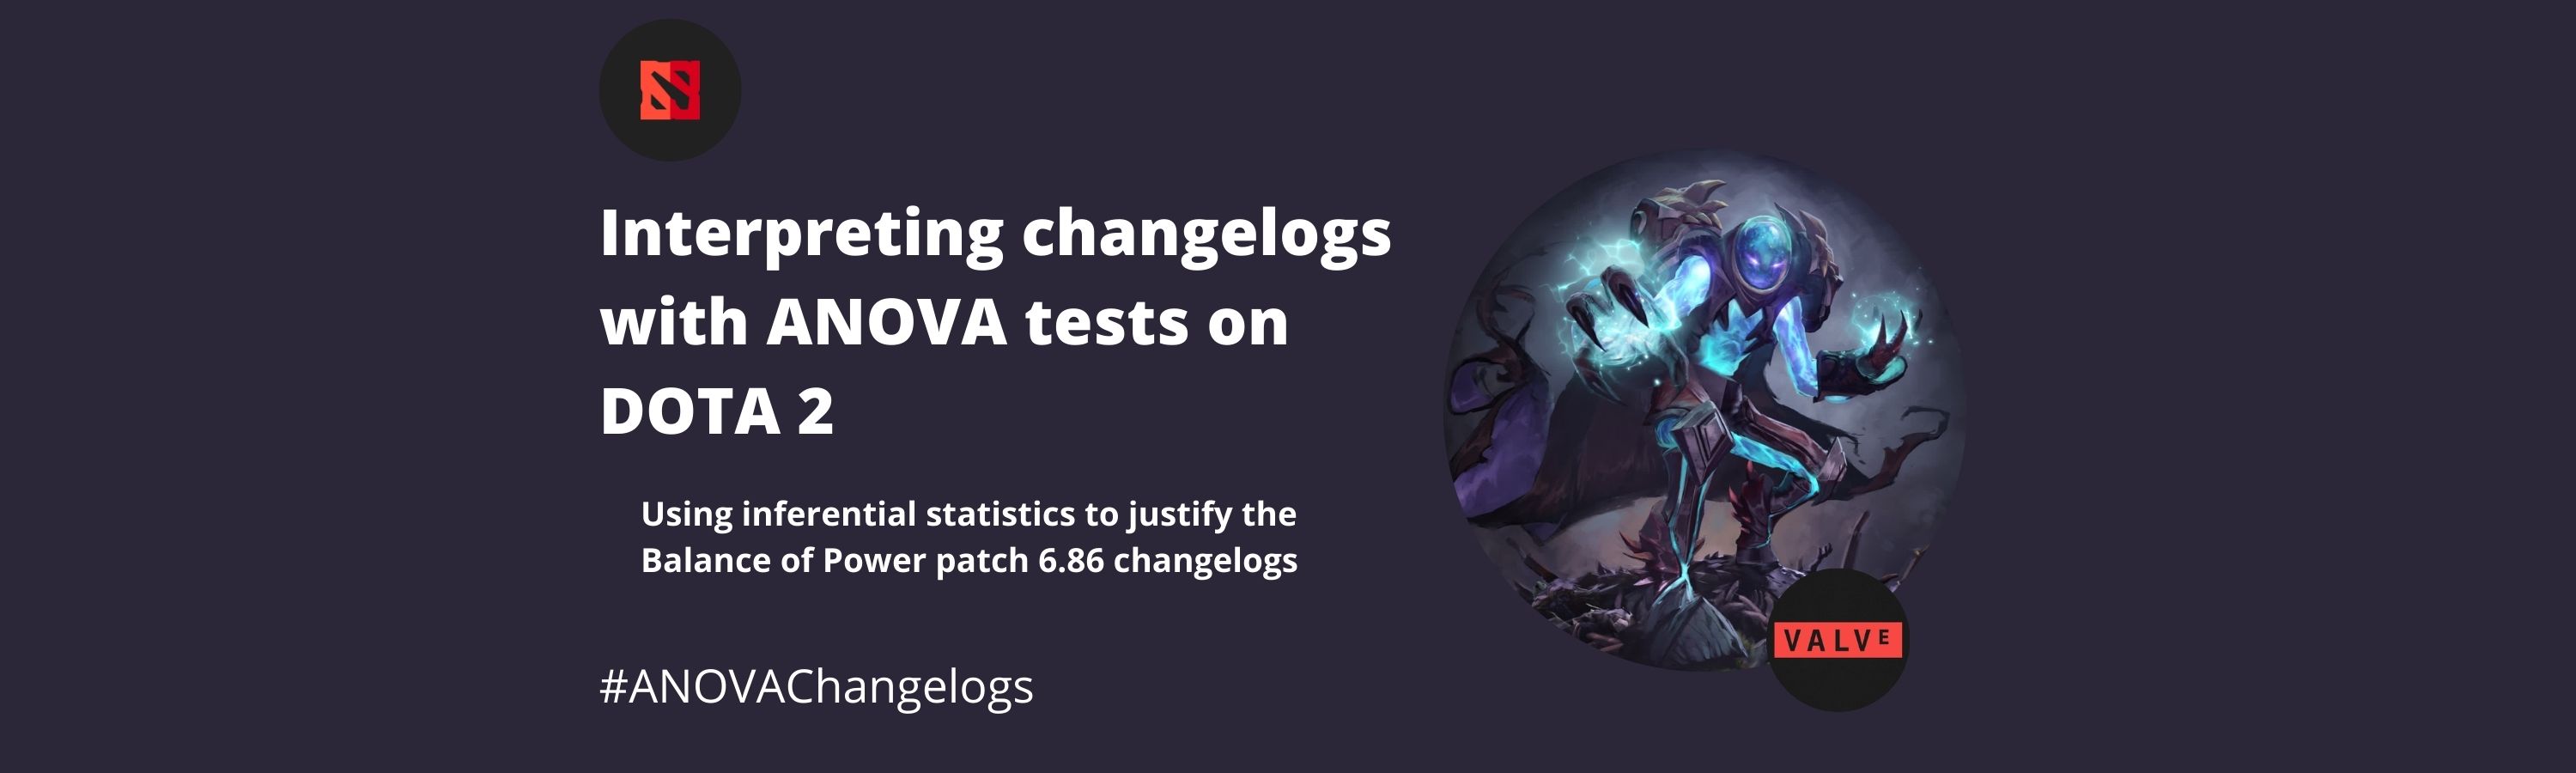 Interpreting changelogs
with ANOVA tests on
DOTA 2
Using inferential statistics to justify the
Balance of Power patch 6.86 changelogs
#ANOVAChangelogs
VALVE